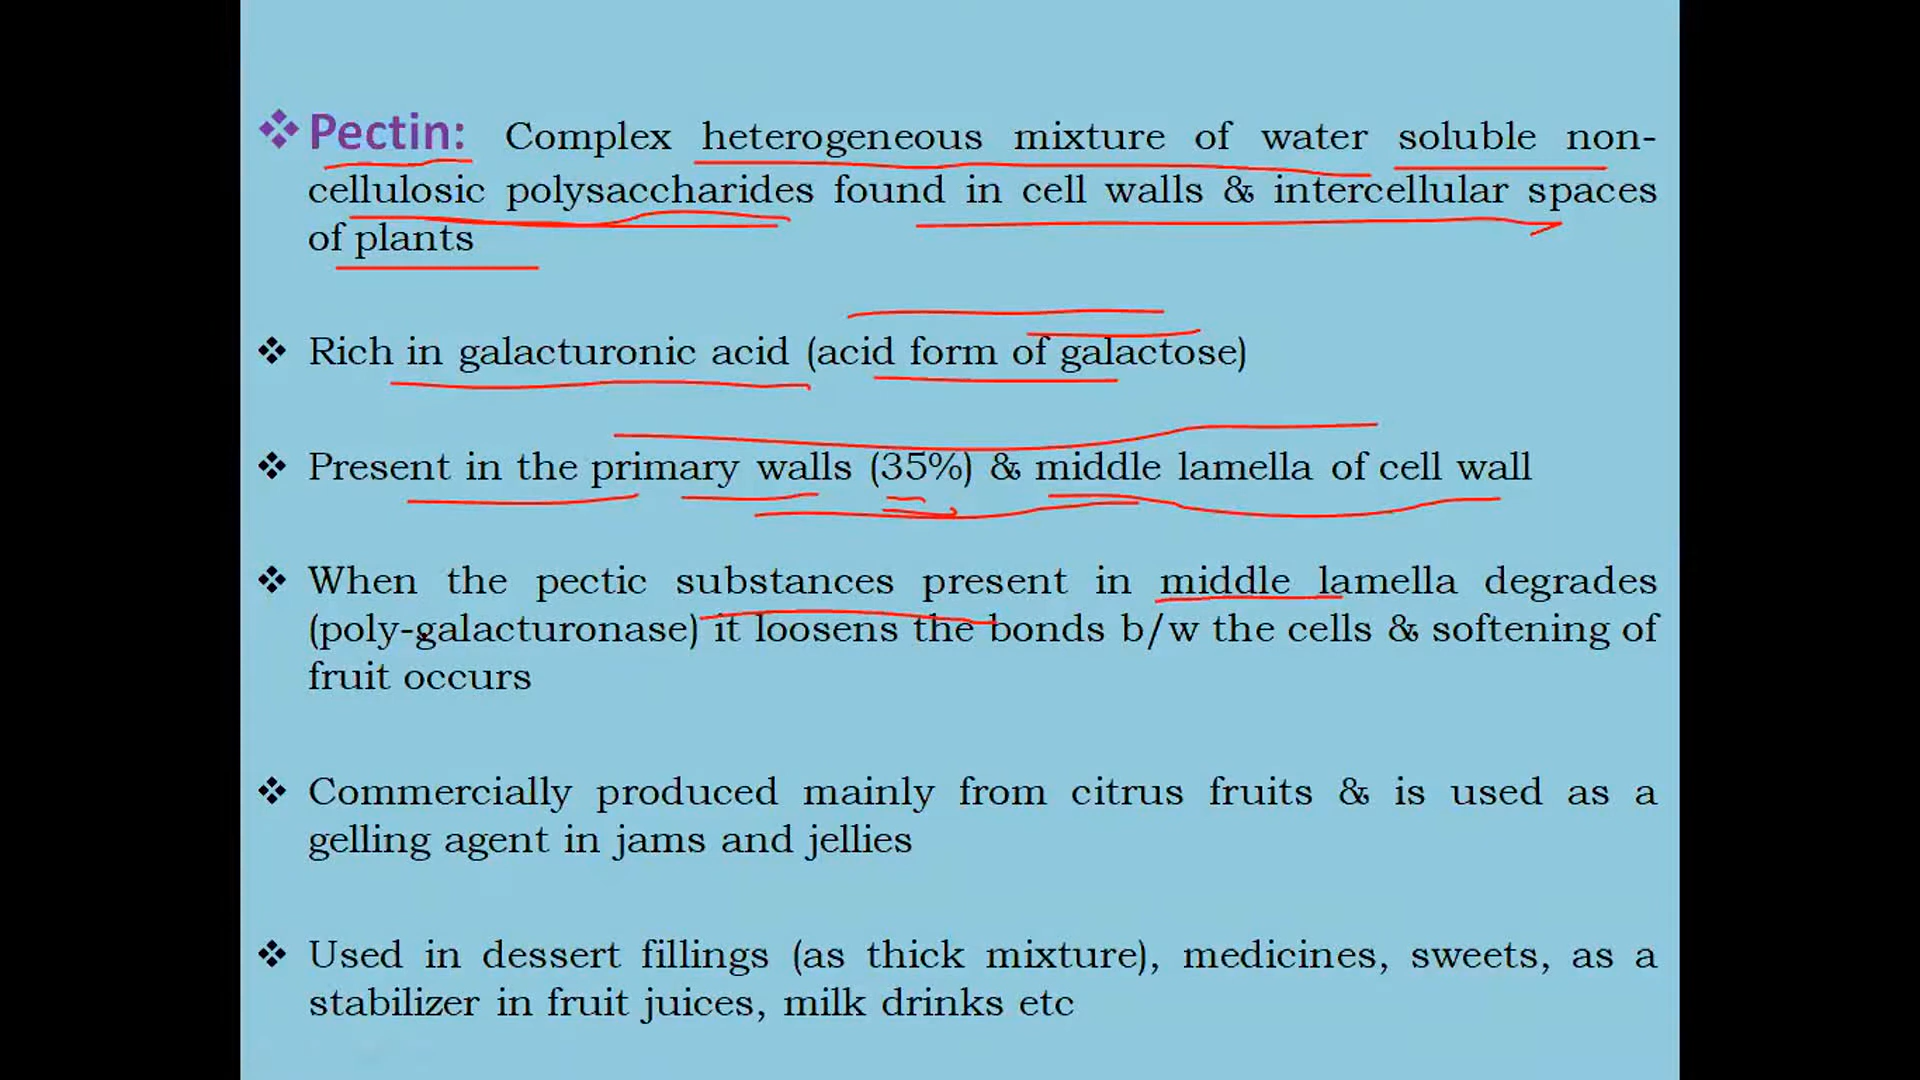 ❖ Pectin: Complex heterogeneous mixture of water soluble non-
cellulosic polysaccharides found in cell walls & intercellular spaces
of plants
❖ Rich in galacturonic acid (acid form of galactose)
❖ Present in the primary walls (35%) & middle lamella of cell wall
❖ When the pectic substances present in middle lamella degrades
(poly-galacturonase) it loosens the bonds b/w the cells & softening of
fruit occurs
❖ Commercially produced mainly from citrus fruits & is used as a
gelling agent in jams and jellies
❖ Used in dessert fillings (as thick mixture), medicines, sweets, as a
stabilizer in fruit juices, milk drinks etc